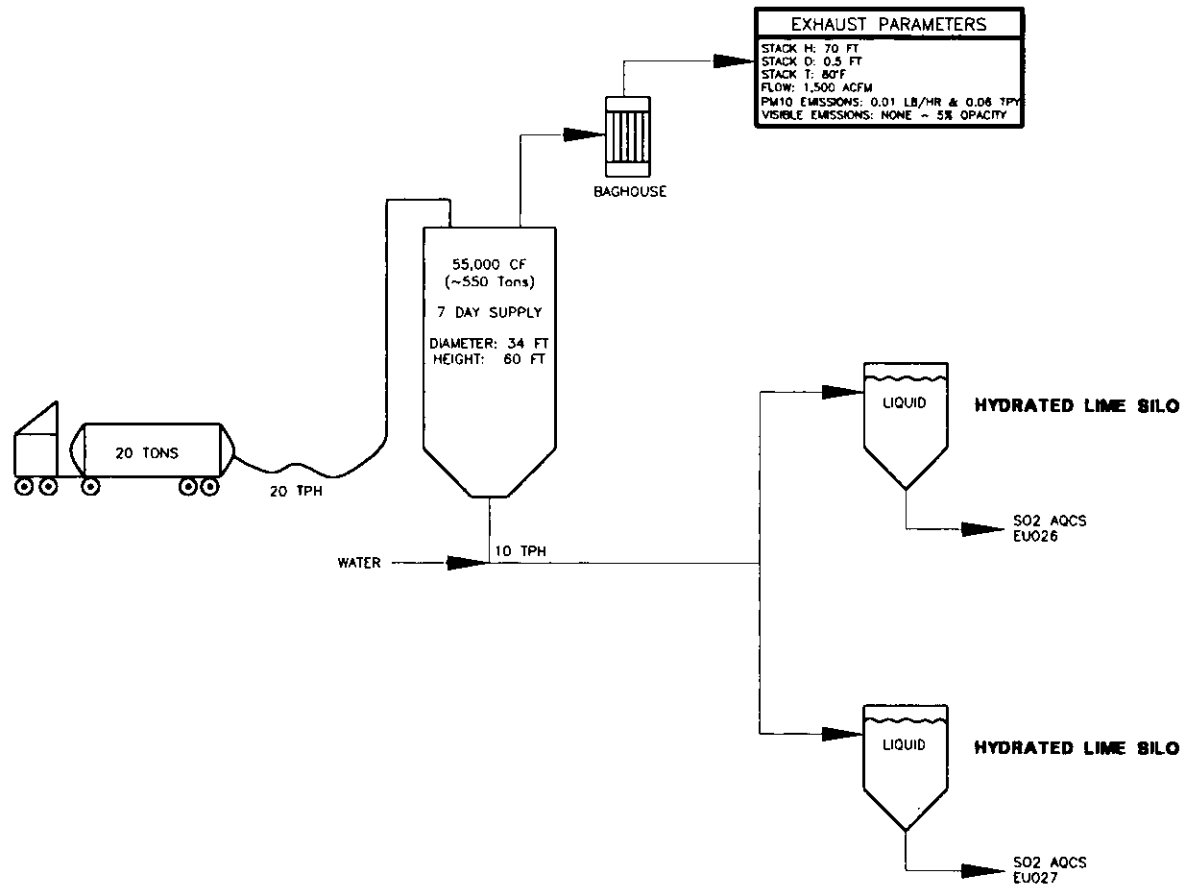 EXHAUST PARAMETERS
STACK H: 70 FT
STACK D: 0.5 FT
STACK T: 80°F
FLOW: 1,500 ACFM
PM10 EMISSIONS: 0.01 LB/HR & 0.06 TPY
VISIBLE EMISSIONS: NONE - 5% OPACITY
BAGHOUSE
55,000 CF
(~550 Tons)
7 DAY SUPPLY
DIAMETER: 34 FT
HEIGHT: 60 FT
20 TONS
20 TPH
WATER
10 TPH
LIQUID
HYDRATED LIME SILO
SO2 AQCS
EU026
LIQUID
HYDRATED LIME SILO
SO2 AQCS
EU027